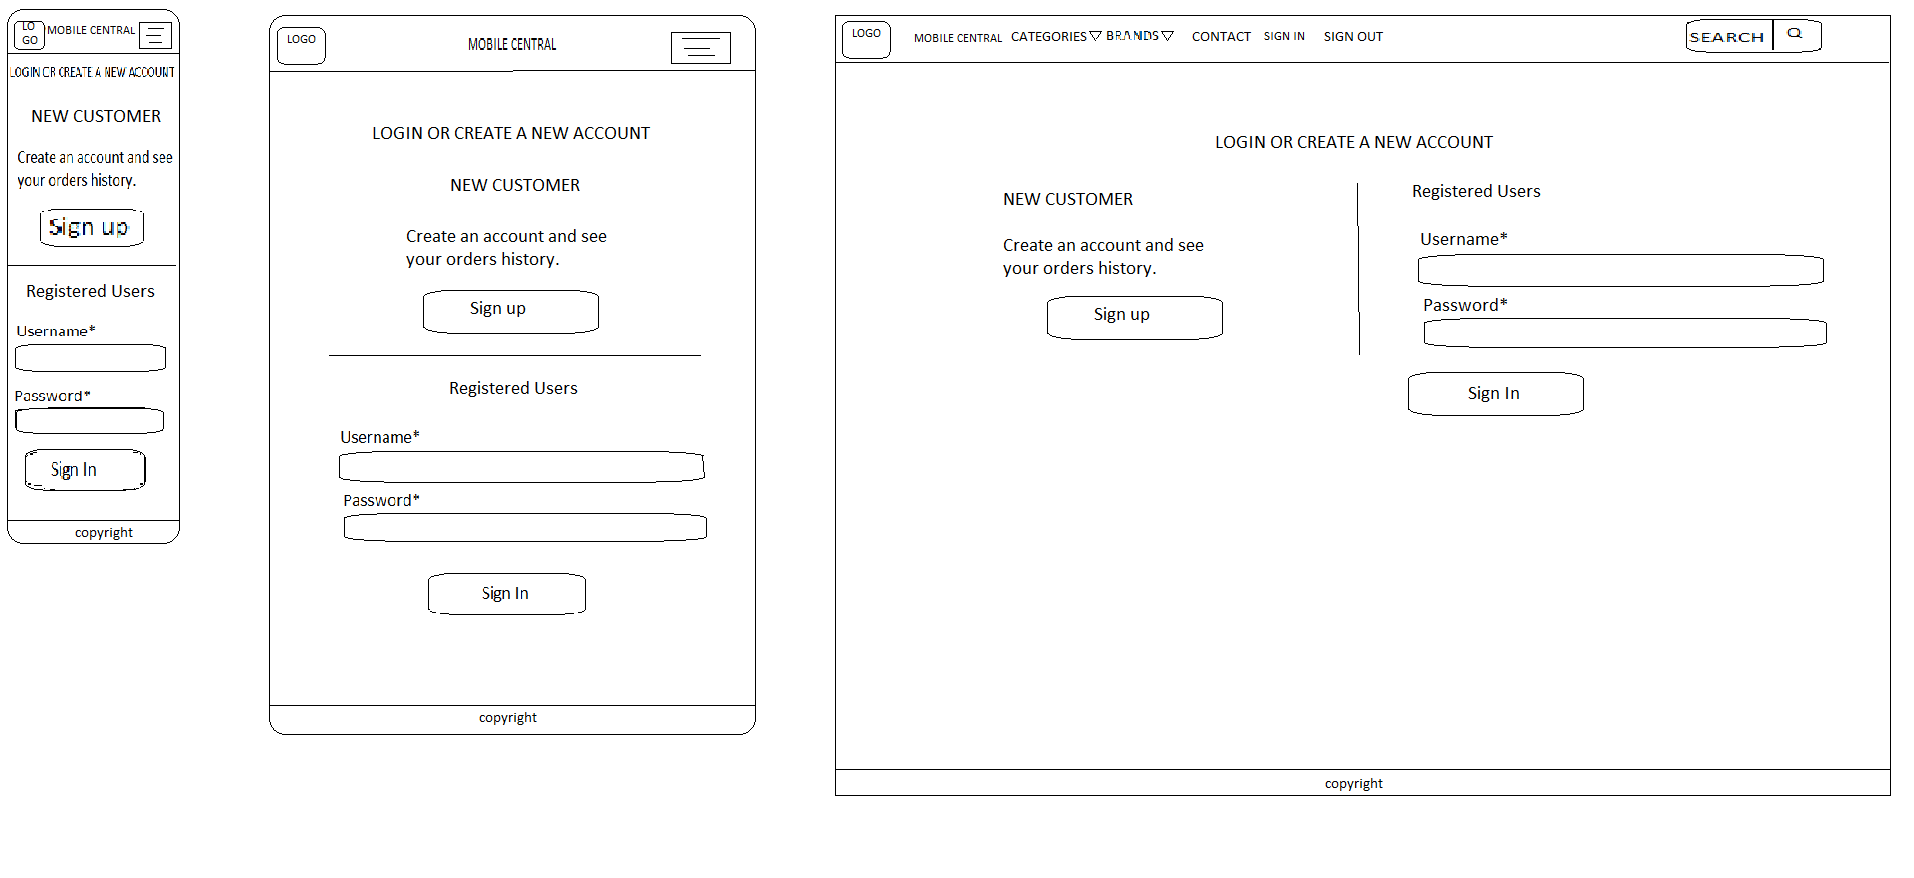 LO
GO
MOBILE CENTRAL
LOGIN OR CREATE A NEW ACCOUNT
NEW CUSTOMER
Create an account and see
your orders history.
Sign up
Registered Users
Username*
Password*
Sign In
copyright
LOGO
MOBILE CENTRAL
LOGIN OR CREATE A NEW ACCOUNT
NEW CUSTOMER
Create an account and see
your orders history.
Sign up
Registered Users
Username*
Password*
Sign In
copyright
LOGO
MOBILE CENTRAL CATEGORIES BRANDS CONTACT SIGN IN SIGN OUT
SEARCH
LOGIN OR CREATE A NEW ACCOUNT
NEW CUSTOMER
Create an account and see
your orders history.
Sign up
Registered Users
Username*
Password*
Sign In
copyright